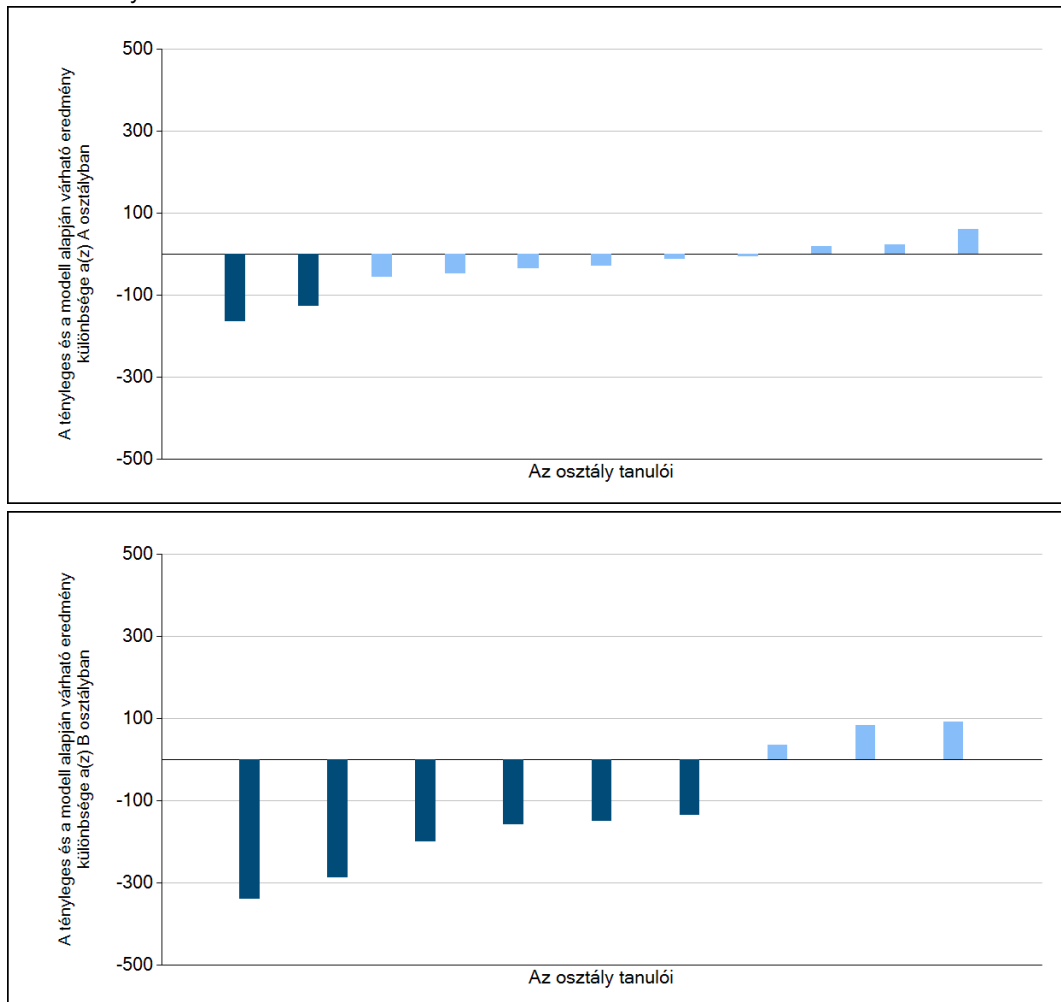 500
300
100
-100
-300
-500
A tényleges és a modell alapján várható eredmény
különbsége a(z) A osztályban
Az osztály tanulói
500
300
100
-100
-300
-500
A tényleges és a modell alapján várható eredmény
különbsége a(z) B osztályban
Az osztály tanulói